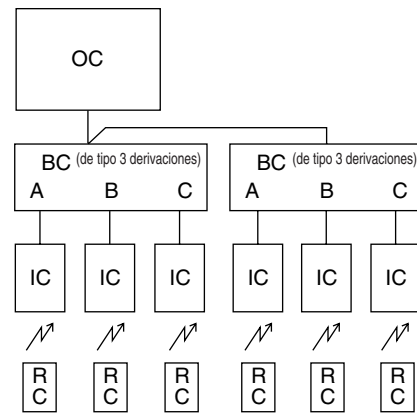 OC
BC (de tipo 3 derivaciones) BC (de tipo 3 derivaciones)
A B C A B C
IC IC IC IC IC IC
R R R R R R
C C C C C C